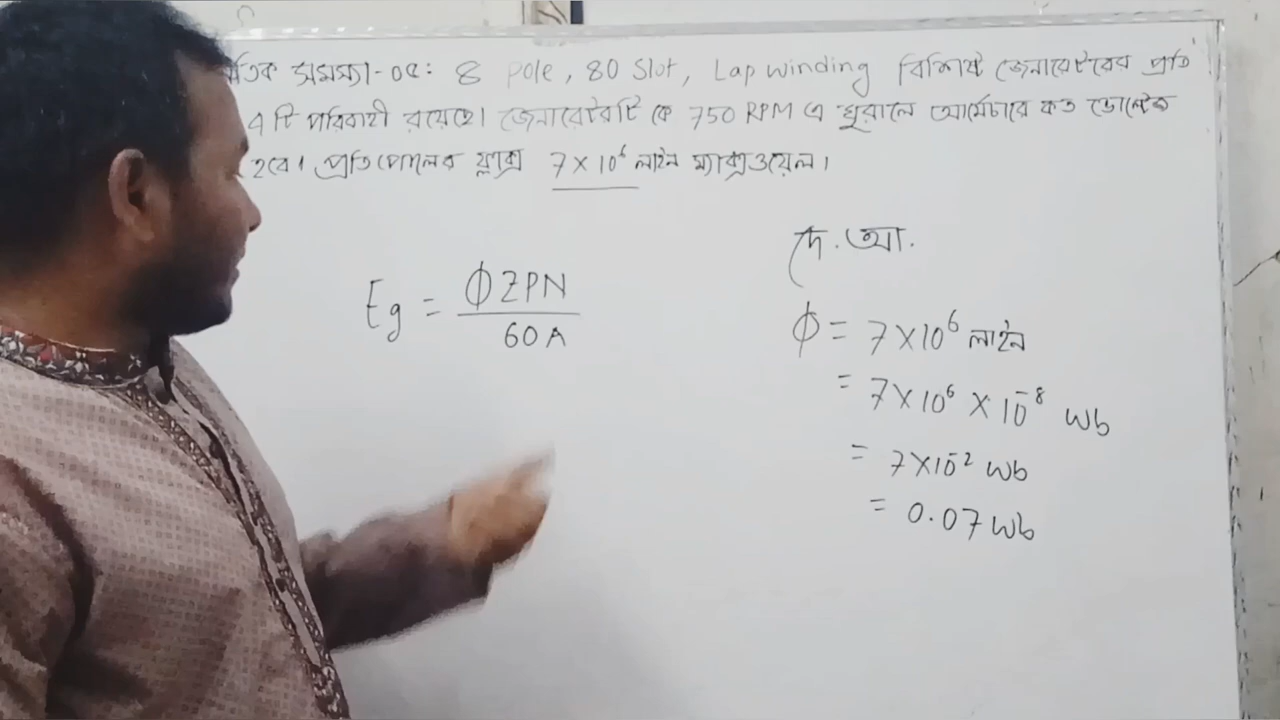 সমস্যা-০৫: 8 pole, 80 Slot, Lap winding বিশিষ্ট জেনারেটরের প্রতি
টি পরিবাহী রয়েছে। জেনারেটরটি কে 750 RPM এ ঘুরালে আর্মেচারে কত ভোল্টেজ
হবে। প্রতি পোলের ফ্লাক্স 7 × 10⁶ লাইন ম্যাক্সওয়েল।
দে. আ.
Eg = ϕZPN / 60A
ϕ = 7×10⁶ লাইন
= 7×10⁶ × 10⁻⁸ Wb
= 7×10⁻² Wb
= 0.07 Wb